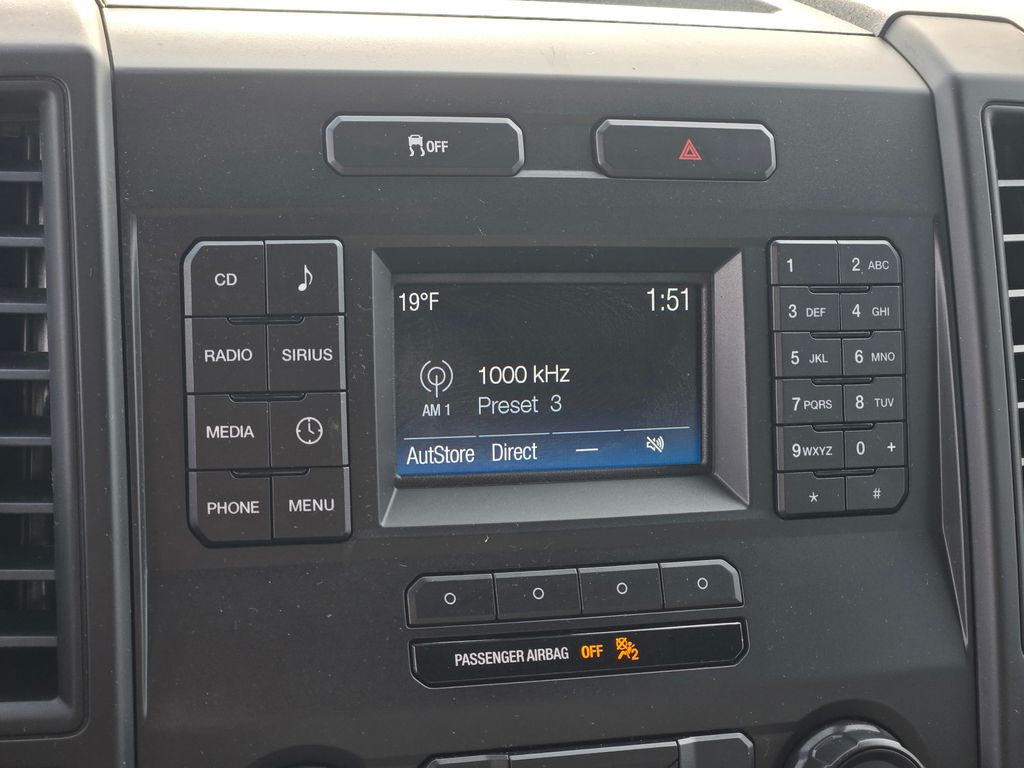 OFF
CD
RADIO SIRIUS
MEDIA
PHONE MENU
19°F 1:51
1000 kHz
AM 1 Preset 3
AutStore Direct —
1 2 ABC
3 DEF 4 GHI
5 JKL 6 MNO
7 PQRS 8 TUV
9 WXYZ 0 +
* #
PASSENGER AIRBAG OFF 2